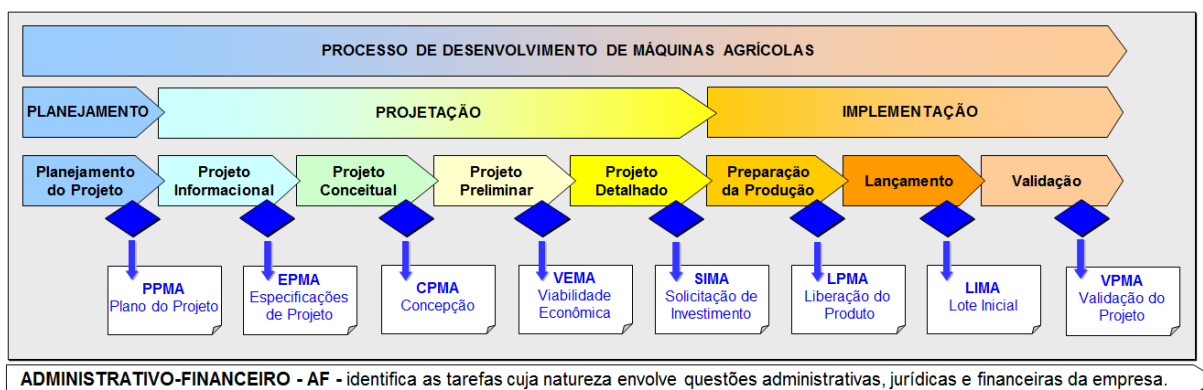 PROCESSO DE DESENVOLVIMENTO DE MÁQUINAS AGRÍCOLAS
PLANEJAMENTO
PROJETAÇÃO
IMPLEMENTAÇÃO
Planejamento
do Projeto
Projeto
Informacional
Projeto
Conceitual
Projeto
Preliminar
Projeto
Detalhado
Preparação
da Produção
Lançamento
Validação
PPMA
Plano do Projeto
EPMA
Especificações
de Projeto
CPMA
Concepção
VEMA
Viabilidade
Econômica
SIMA
Solicitação de
Investimento
LPMA
Liberação do
Produto
LIMA
Lote Inicial
VPMA
Validação do
Projeto
ADMINISTRATIVO-FINANCEIRO - AF - identifica as tarefas cuja natureza envolve questões administrativas, jurídicas e financeiras da empresa.